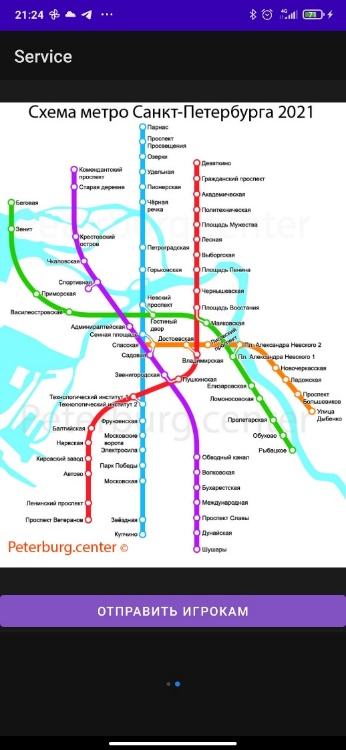 21:24
4G
71
Service
Схема метро Санкт-Петербурга 2021
Парнас
Проспект
Просвещения
Озерки
Удельная
Пионерская
Чёрная
речка
Петроградская
Горьковская
Невский
проспект
Гостиный
двор
Девяткино
Гражданский проспект
Академическая
Политехническая
Площадь Мужества
Лесная
Выборгская
Площадь Ленина
Чернышевская
Площадь Восстания
Маяковская
Комендантский
проспект
Старая деревня
Крестовский
остров
Чкаловская
Спортивная
Беговая
Зенит
Приморская
Василеостровская
Адмиралтейская
Сенная площадь
Спасская
Садовая
Достоевская
Владимирская
Пл. Александра Невского 2
Пл. Александра Невского 1
Новочеркасская
Ладожская
Проспект
Большевиков
Улица
Дыбенко
Звенигородская
Пушкинская
Елизаровская
Ломоносовская
Пролетарская
Обухово
Рыбацкое
Технологический институт 1
Технологический институт 2
Балтийская
Нарвская
Кировский завод
Автово
Ленинский проспект
Проспект Ветеранов
Фрунзенская
Московские
ворота
Электросила
Парк Победы
Московская
Звёздная
Купчино
Обводный канал
Волковская
Бухарестская
Международная
Проспект Славы
Дунайская
Шушары
Peterburg.center
Peterburg.center ©
ОТПРАВИТЬ ИГРОКАМ